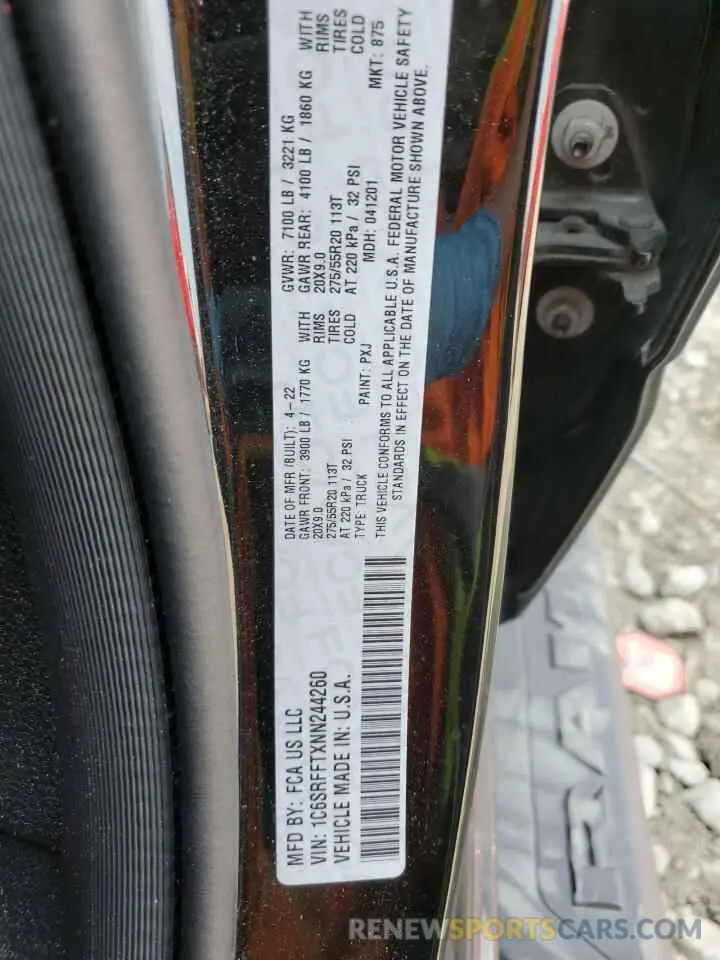 MFD BY: FCA US LLC
VIN: 1C6SRFFTXNN244260
VEHICLE MADE IN: U.S.A.
DATE OF MFR (BUILT): 4-22 GVWR: 7100 LB / 3221 KG
GAWR FRONT: 3900 LB / 1770 KG WITH GAWR REAR: 4100 LB / 1860 KG WITH
20X9.0 RIMS 20X9.0 RIMS
275/55R20 113T TIRES 275/55R20 113T TIRES
AT 220 kPa / 32 PSI COLD AT 220 kPa / 32 PSI COLD
TYPE: TRUCK PAINT: PXJ MDH: 041201 MKT: 875
THIS VEHICLE CONFORMS TO ALL APPLICABLE U.S.A. FEDERAL MOTOR VEHICLE SAFETY
STANDARDS IN EFFECT ON THE DATE OF MANUFACTURE SHOWN ABOVE.
RENEWSPORTSCARS.COM